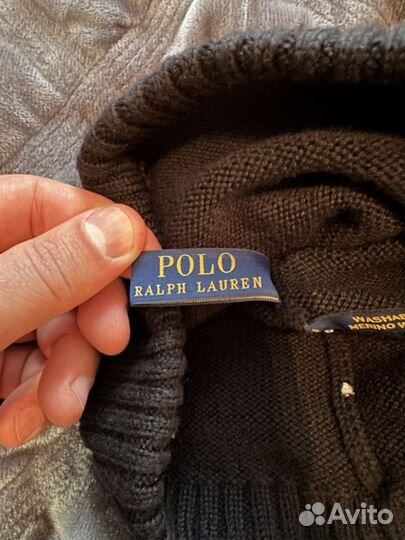 POLO
RALPH LAUREN
WASHAB
MERINO W
Avito